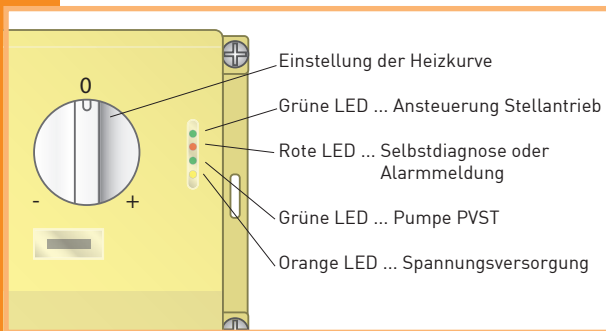 0
- +
Einstellung der Heizkurve
Grüne LED ... Ansteuerung Stellantrieb
Rote LED ... Selbstdiagnose oder
Alarmmeldung
Grüne LED ... Pumpe PVST
Orange LED ... Spannungsversorgung